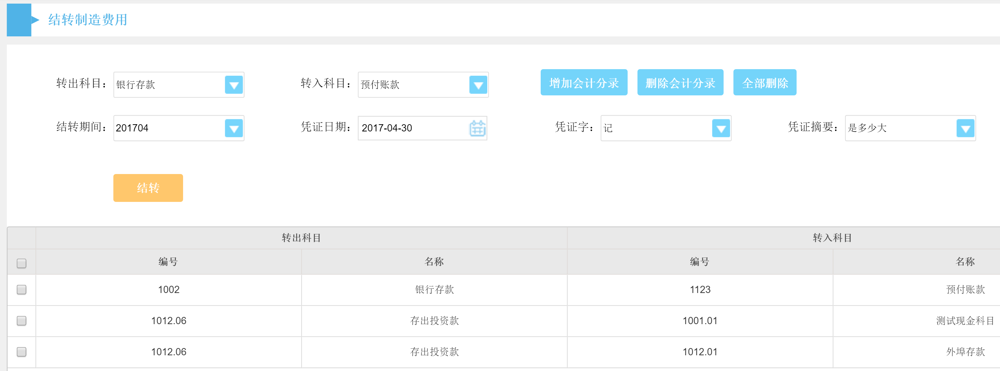 结转制造费用
转出科目： 银行存款 转入科目： 预付账款 增加会计分录 删除会计分录 全部删除
结转期间： 201704 凭证日期： 2017-04-30 凭证字： 记 凭证摘要： 是多少大
结转
转出科目 转入科目
编号 名称 编号 名称
1002 银行存款 1123 预付账款
1012.06 存出投资款 1001.01 测试现金科目
1012.06 存出投资款 1012.01 外埠存款